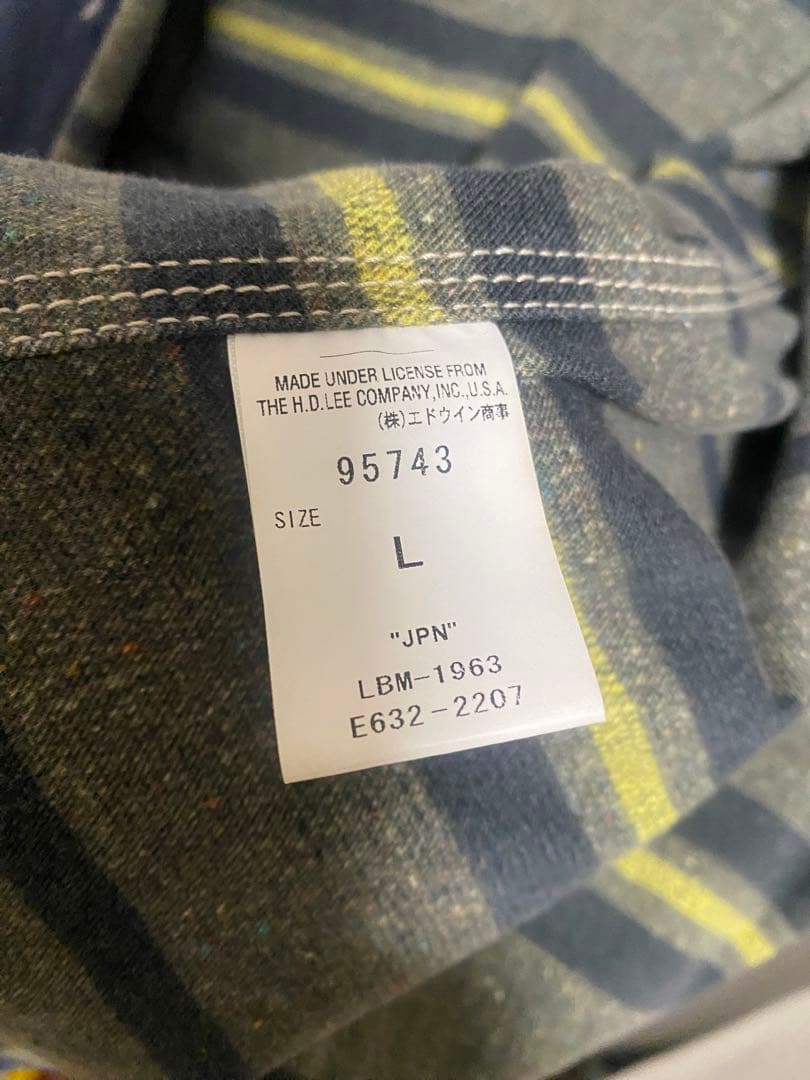 MADE UNDER LICENSE FROM
THE H.D.LEE COMPANY,INC.,U.S.A.
(株)エドウイン商事
95743
SIZE
L
"JPN"
LBM-1963
E632-2207